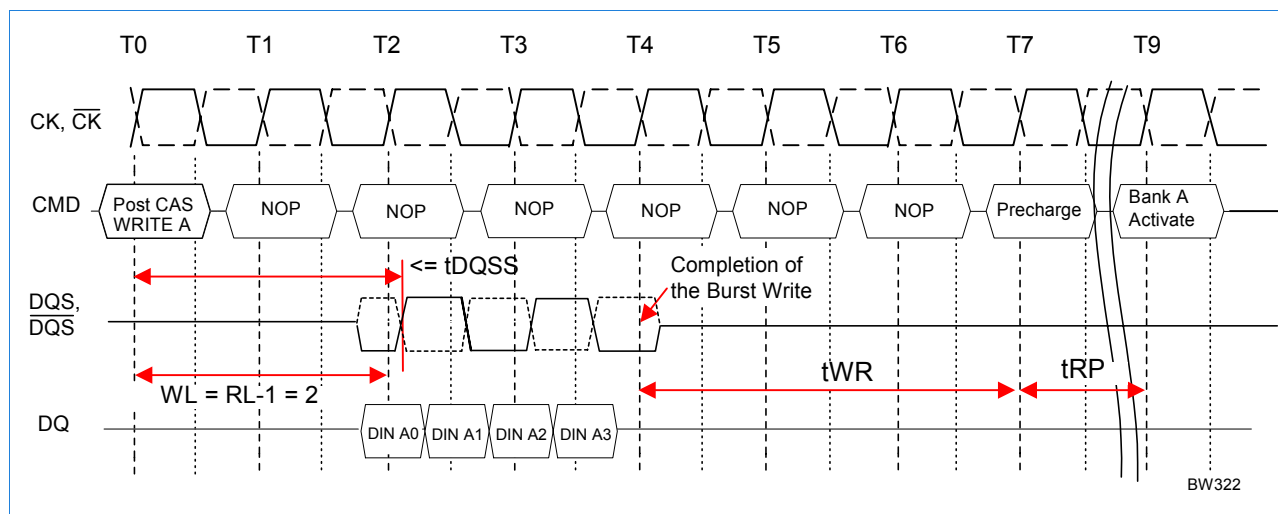 T0 T1 T2 T3 T4 T5 T6 T7 T9
CK, CK
CMD
Post CAS
WRITE A
NOP
NOP
NOP
NOP
NOP
NOP
Precharge
Bank A
Activate
<= tDQSS
Completion of
the Burst Write
DQS,
DQS
WL = RL-1 = 2
tWR
tRP
DQ
DIN A0
DIN A1
DIN A2
DIN A3
BW322